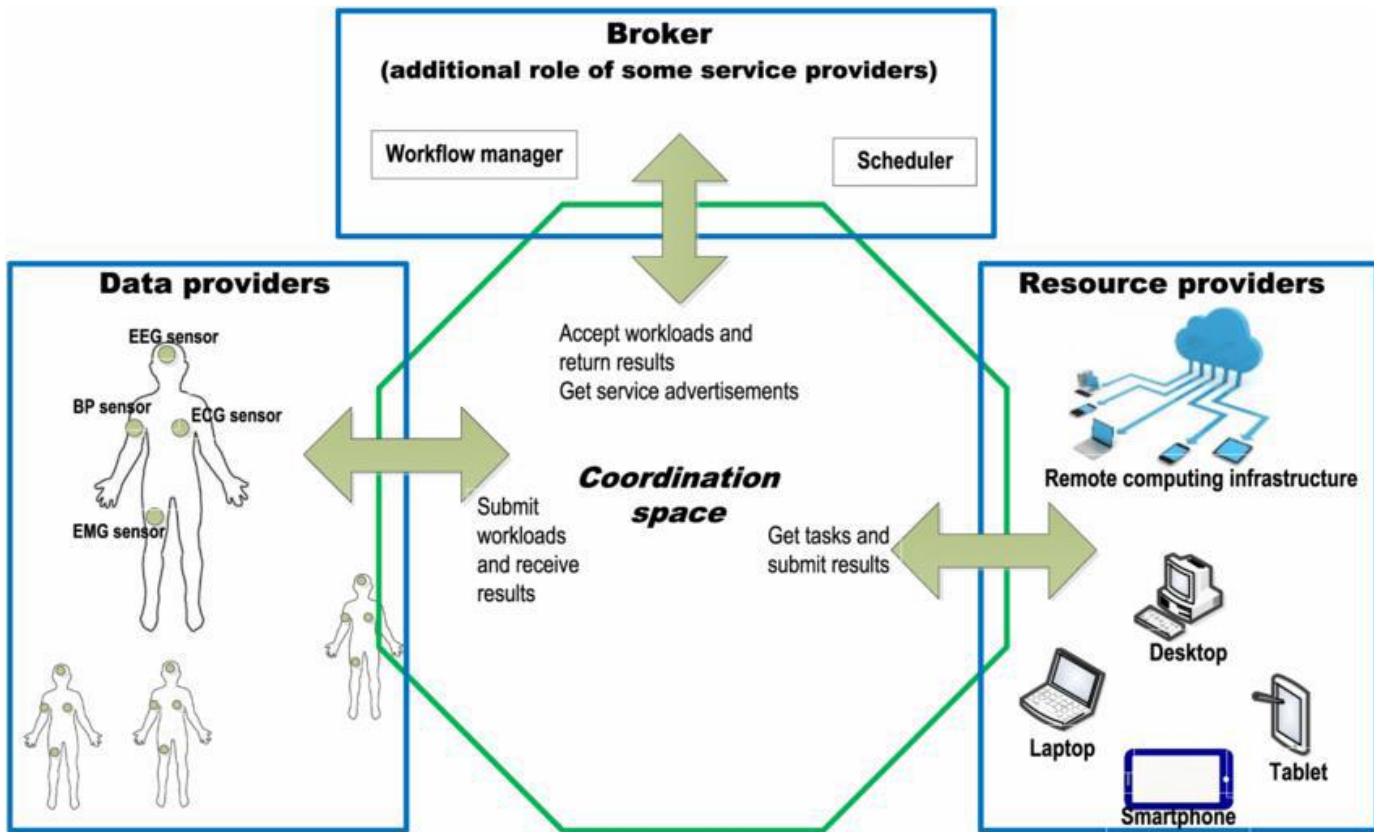 Broker
(additional role of some service providers)
Workflow manager
Scheduler
Data providers
EEG sensor
BP sensor
ECG sensor
EMG sensor
Accept workloads and
return results
Get service advertisements
Coordination
space
Submit
workloads
and receive
results
Get tasks and
submit results
Resource providers
Remote computing infrastructure
Desktop
Laptop
Tablet
Smartphone